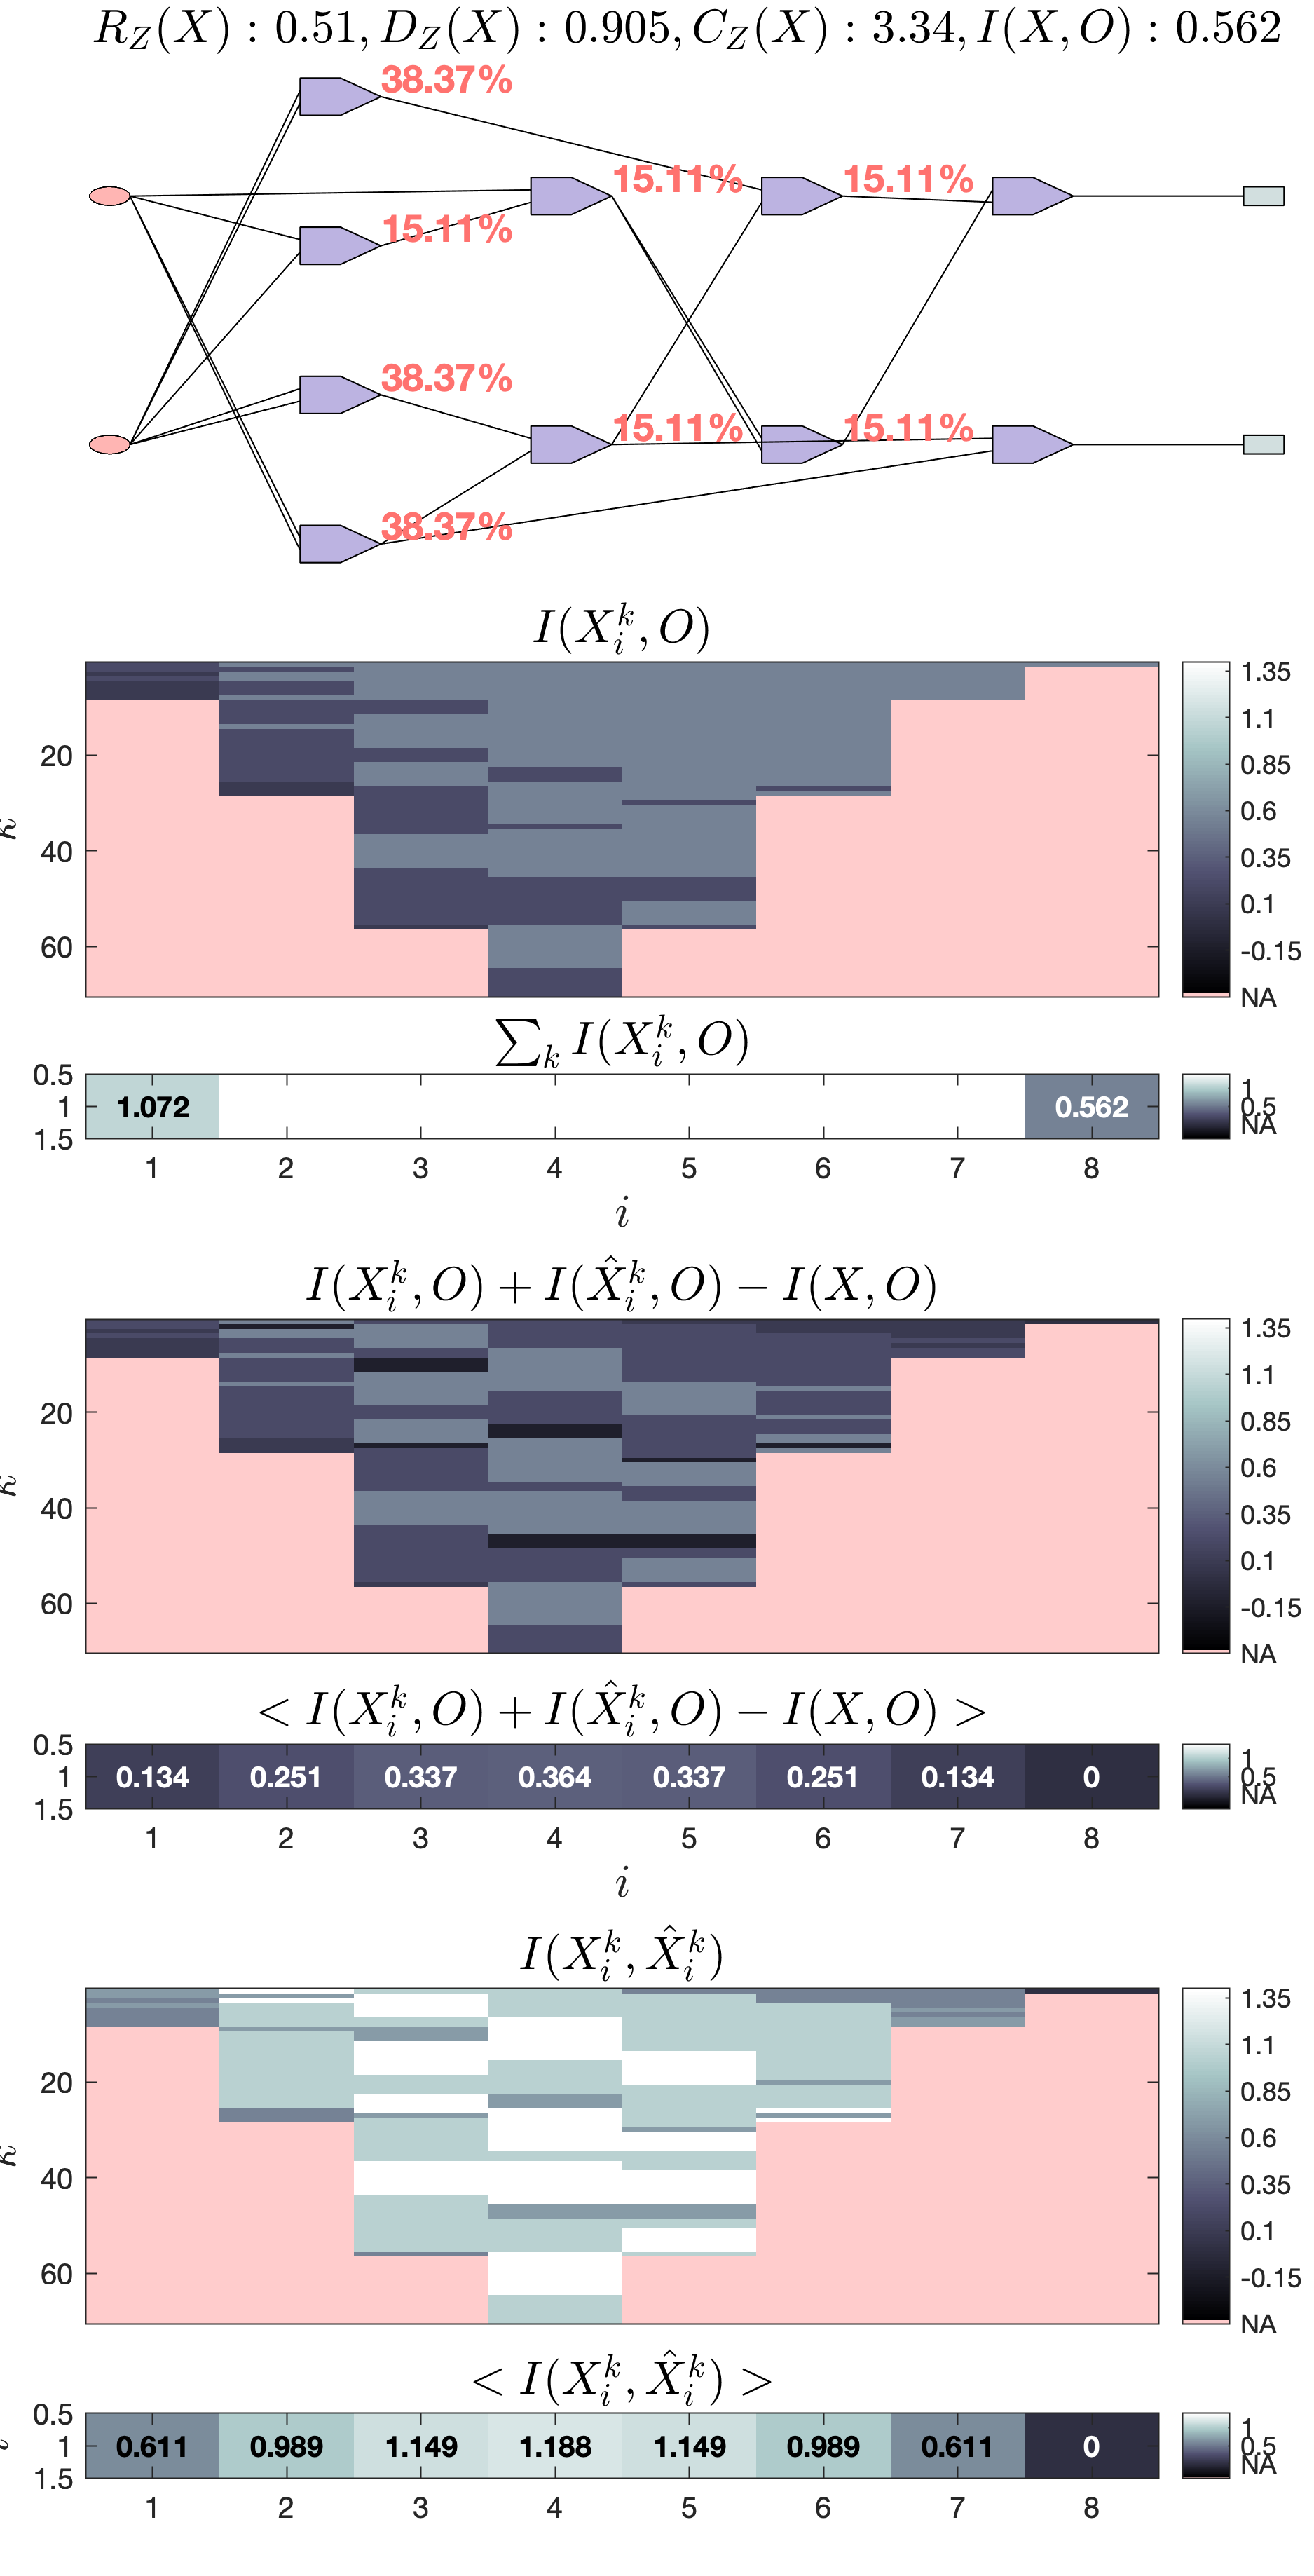 R_Z(X) : 0.51, D_Z(X) : 0.905, C_Z(X) : 3.34, I(X, O) : 0.562
38.37%
15.11% 15.11%
15.11%
38.37%
15.11% 15.11%
38.37%
I(X_i^k, O)
1.35
1.1
20 0.85
0.6
k
40 0.35
0.1
60 -0.15
NA
∑_k I(X_i^k, O)
0.5
1 1.072 0.562
1.5
1 0.5 NA
1 2 3 4 5 6 7 8
i
I(X_i^k, O) + I(X̂_i^k, O) − I(X, O)
1.35
1.1
20 0.85
0.6
k
40 0.35
0.1
60 -0.15
NA
< I(X_i^k, O) + I(X̂_i^k, O) − I(X, O) >
0.5
1 0.134 0.251 0.337 0.364 0.337 0.251 0.134 0
1.5
1 0.5 NA
1 2 3 4 5 6 7 8
i
I(X_i^k, X̂_i^k)
1.35
1.1
20 0.85
0.6
k
40 0.35
0.1
60 -0.15
NA
< I(X_i^k, X̂_i^k) >
0.5
1 0.611 0.989 1.149 1.188 1.149 0.989 0.611 0
1.5
1 0.5 NA
1 2 3 4 5 6 7 8